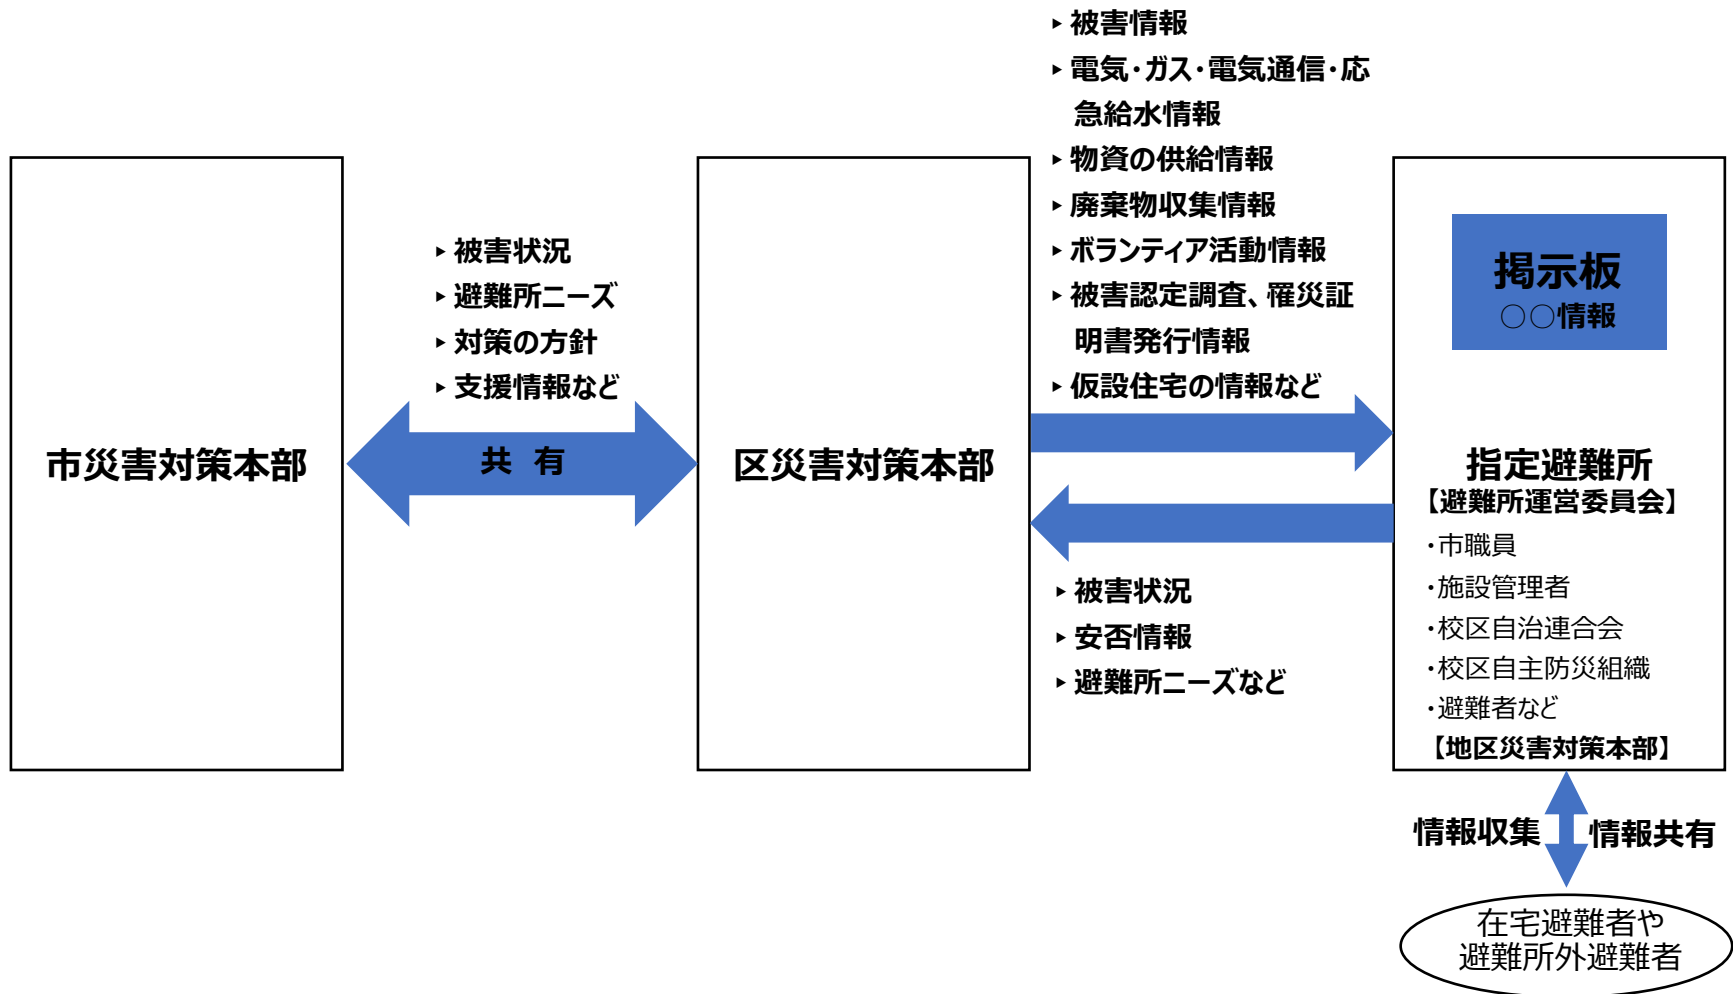 ▸ 被害情報
▸ 電気・ガス・電気通信・応
急給水情報
▸ 物資の供給情報
▸ 廃棄物収集情報
▸ ボランティア活動情報
▸ 被害認定調査、罹災証
明書発行情報
▸ 仮設住宅の情報など
▸ 被害状況
▸ 避難所ニーズ
▸ 対策の方針
▸ 支援情報など
共 有
市災害対策本部
区災害対策本部
▸ 被害状況
▸ 安否情報
▸ 避難所ニーズなど
掲示板
○○情報
指定避難所
【避難所運営委員会】
・市職員
・施設管理者
・校区自治連合会
・校区自主防災組織
・避難者など
【地区災害対策本部】
情報収集
情報共有
在宅避難者や
避難所外避難者